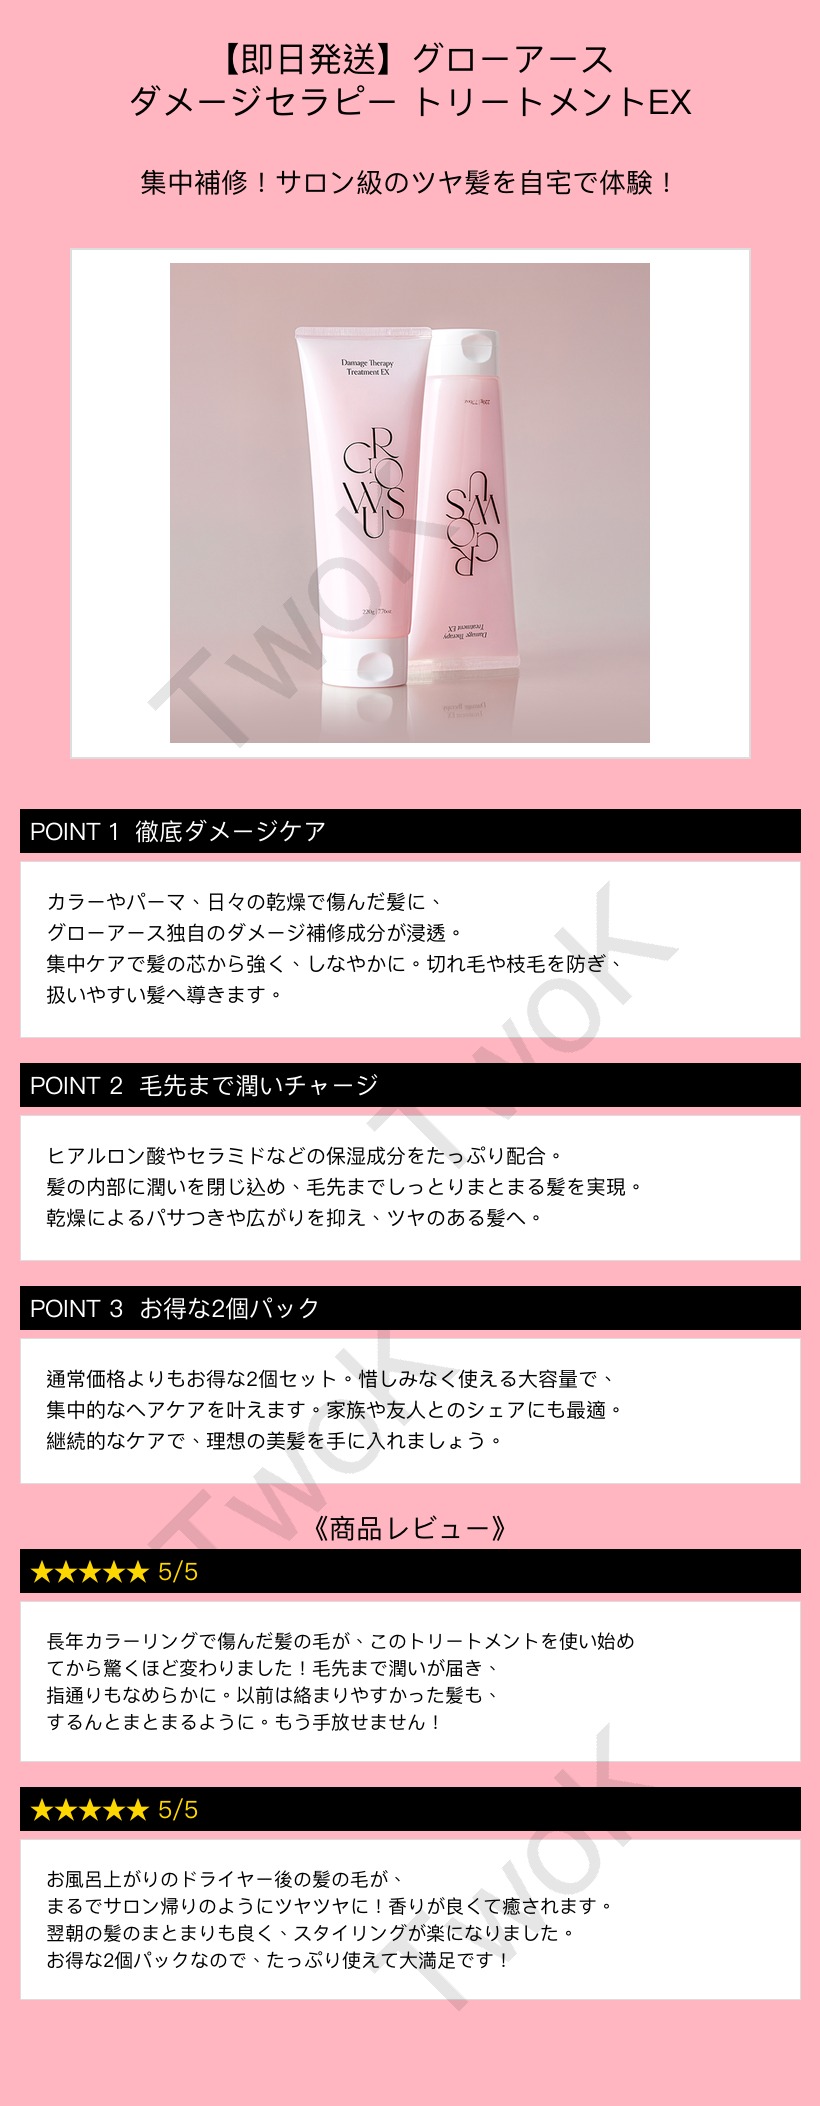 【即日発送】グローアース
ダメージセラピー トリートメントEX
集中補修！サロン級のツヤ髪を自宅で体験！
Damage Therapy
Treatment EX
GROWUS
220g | 7.76oz
220g | 7.76oz
GROWUS
Damage Therapy
Treatment EX
TwoK
POINT 1 徹底ダメージケア
カラーやパーマ、日々の乾燥で傷んだ髪に、
グローアース独自のダメージ補修成分が浸透。
集中ケアで髪の芯から強く、しなやかに。切れ毛や枝毛を防ぎ、
扱いやすい髪へ導きます。
TwoK
POINT 2 毛先まで潤いチャージ
ヒアルロン酸やセラミドなどの保湿成分をたっぷり配合。
髪の内部に潤いを閉じ込め、毛先までしっとりまとまる髪を実現。
乾燥によるパサつきや広がりを抑え、ツヤのある髪へ。
POINT 3 お得な2個パック
通常価格よりもお得な2個セット。惜しみなく使える大容量で、
集中的なヘアケアを叶えます。家族や友人とのシェアにも最適。
継続的なケアで、理想の美髪を手に入れましょう。
TwoK
《商品レビュー》
★★★★★ 5/5
長年カラーリングで傷んだ髪の毛が、このトリートメントを使い始め
てから驚くほど変わりました！毛先まで潤いが届き、
指通りもなめらかに。以前は絡まりやすかった髪も、
するんとまとまるように。もう手放せません！
★★★★★ 5/5
お風呂上がりのドライヤー後の髪の毛が、
まるでサロン帰りのようにツヤツヤに！香りが良くて癒されます。
翌朝の髪のまとまりも良く、スタイリングが楽になりました。
お得な2個パックなので、たっぷり使えて大満足です！
TwoK